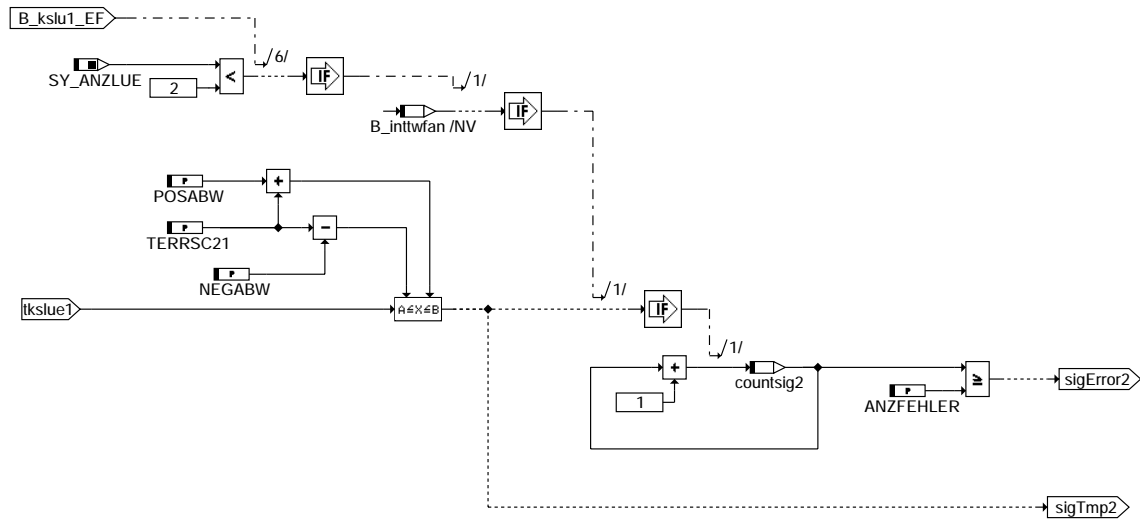 B_kslu1_EF
/6/
SY_ANZLUE
2
<
IF
/1/
B_inttwfan /NV
IF
POSABW
P
+
TERRSC21
P
−
NEGABW
P
/1/
tkslue1
A≤X≤B
IF
/1/
+
1
countsig2
ANZFEHLER
P
≥
sigError2
sigTmp2